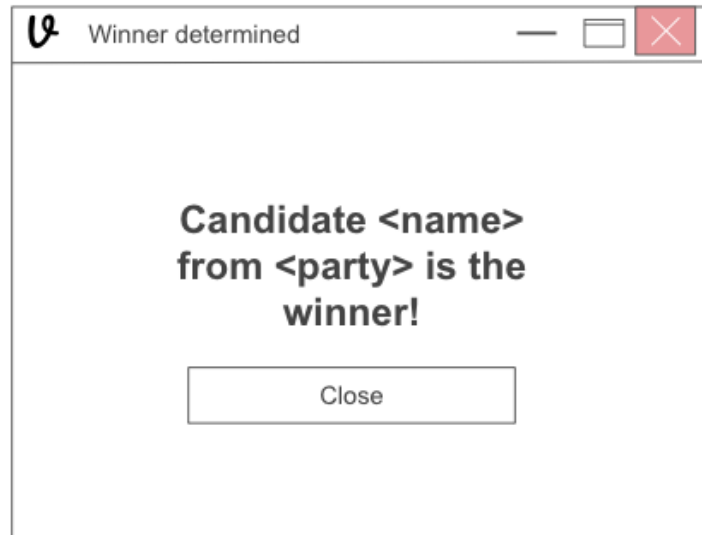 Winner determined
Candidate <name>
from <party> is the
winner!
Close